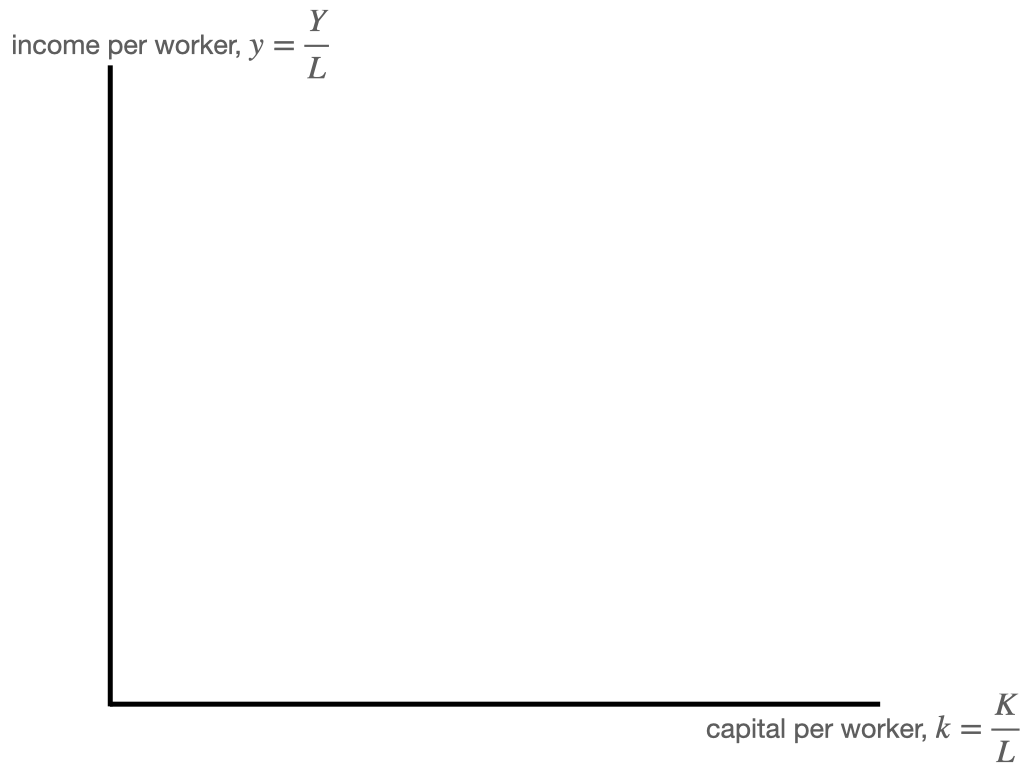 income per worker, y = Y/L
capital per worker, k = K/L